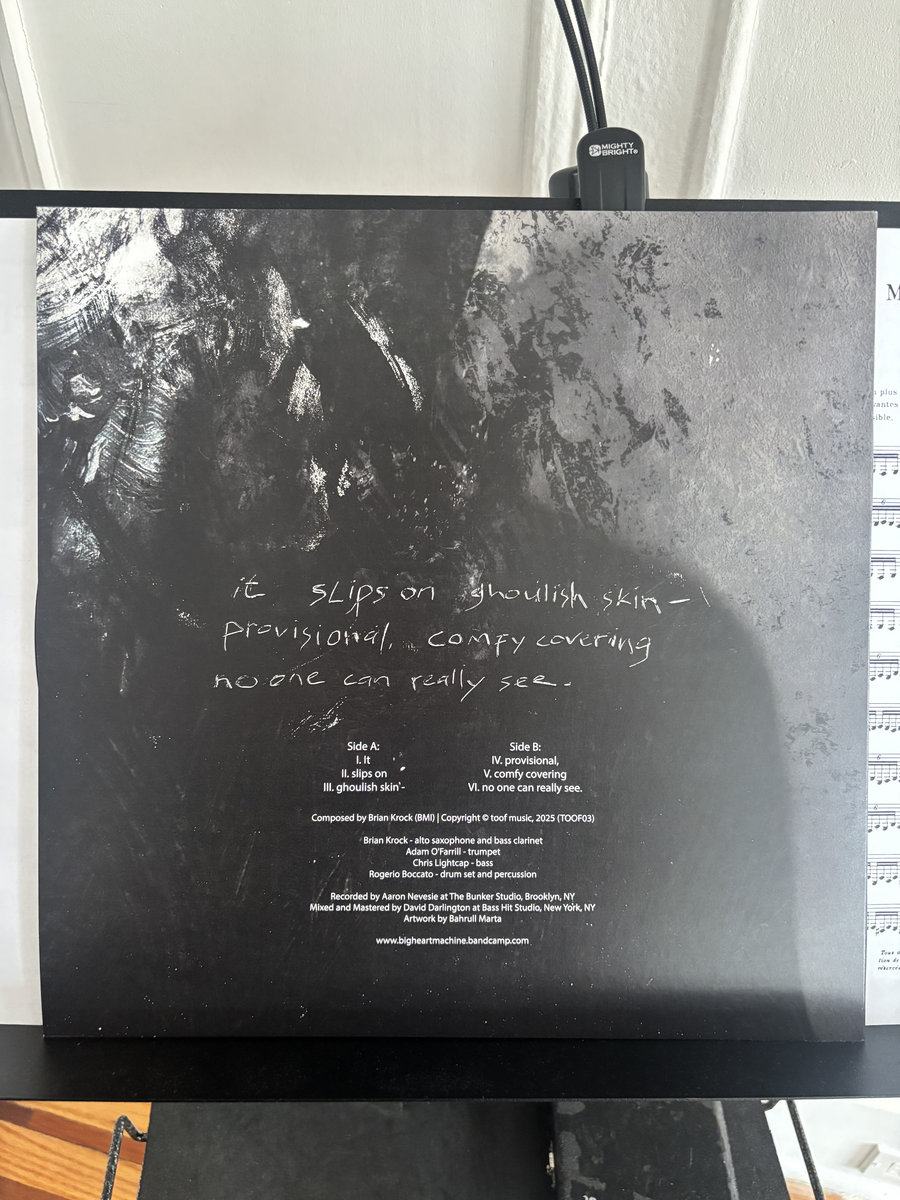 MIGHTY
BRIGHT
it slips on ghoulish skin –
provisional, comfy covering
no one can really see.
Side A:
I. It
II. slips on
III. ghoulish skin -
Side B:
IV. provisional,
V. comfy covering
VI. no one can really see.
Composed by Brian Krock (BMI) | Copyright © toof music, 2025 (TOOF03)
Brian Krock - alto saxophone and bass clarinet
Adam O'Farrill - trumpet
Chris Lightcap - bass
Rogerio Boccato - drum set and percussion
Recorded by Aaron Nevesie at The Bunker Studio, Brooklyn, NY
Mixed and Mastered by David Darlington at Bass Hit Studio, New York, NY
Artwork by Bahrull Marta
www.bigheartmachine.bandcamp.com
M
plus